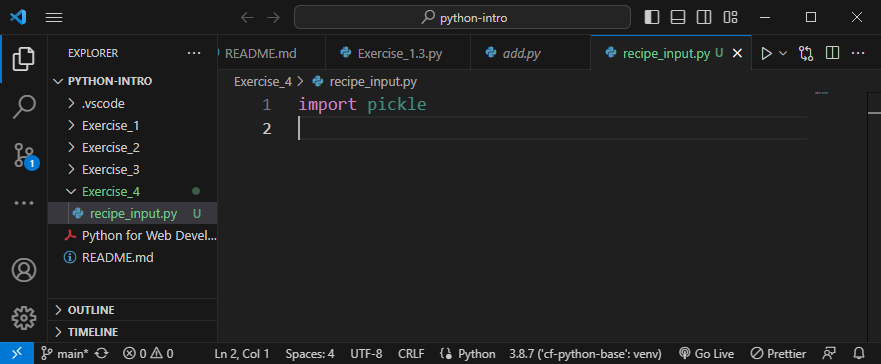 python-intro
EXPLORER
README.md
Exercise_1.3.py
add.py
recipe_input.py U
PYTHON-INTRO
.vscode
Exercise_1
Exercise_2
Exercise_3
Exercise_4
recipe_input.py U
Python for Web Devel...
README.md
OUTLINE
TIMELINE
Exercise_4 > recipe_input.py
1 import pickle
2
1
main* 0 0 Ln 2, Col 1 Spaces: 4 UTF-8 CRLF Python 3.8.7 ('cf-python-base': venv) Go Live Prettier